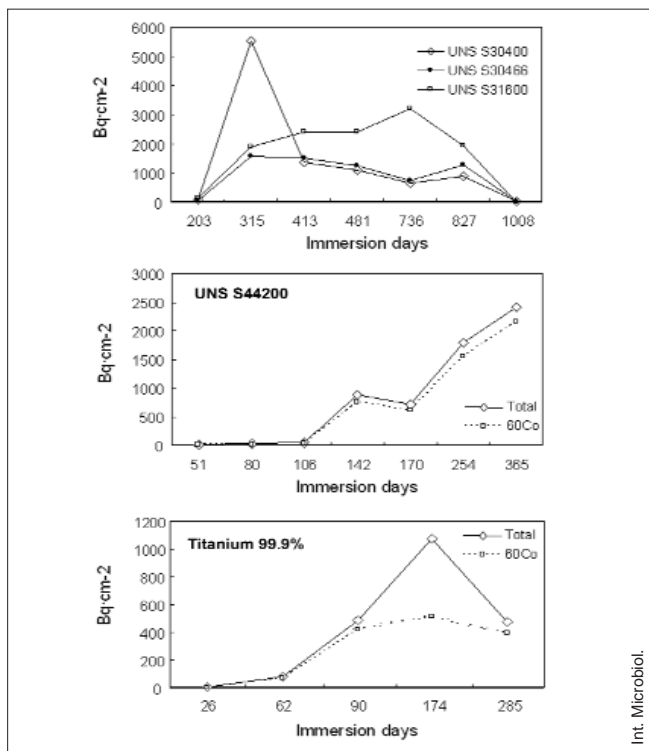 6000
5000
4000
3000
2000
1000
0
Bq·cm-2
UNS S30400
UNS S30466
UNS S31600
203 315 413 481 736 827 1008
Immersion days
3000
2500
2000
1500
1000
500
0
Bq·cm-2
UNS S44200
Total
60Co
51 80 106 142 170 254 365
Immersion days
1200
1000
800
600
400
200
0
Bq·cm-2
Titanium 99.9%
Total
60Co
26 62 90 174 285
Immersion days
Int. Microbiol.